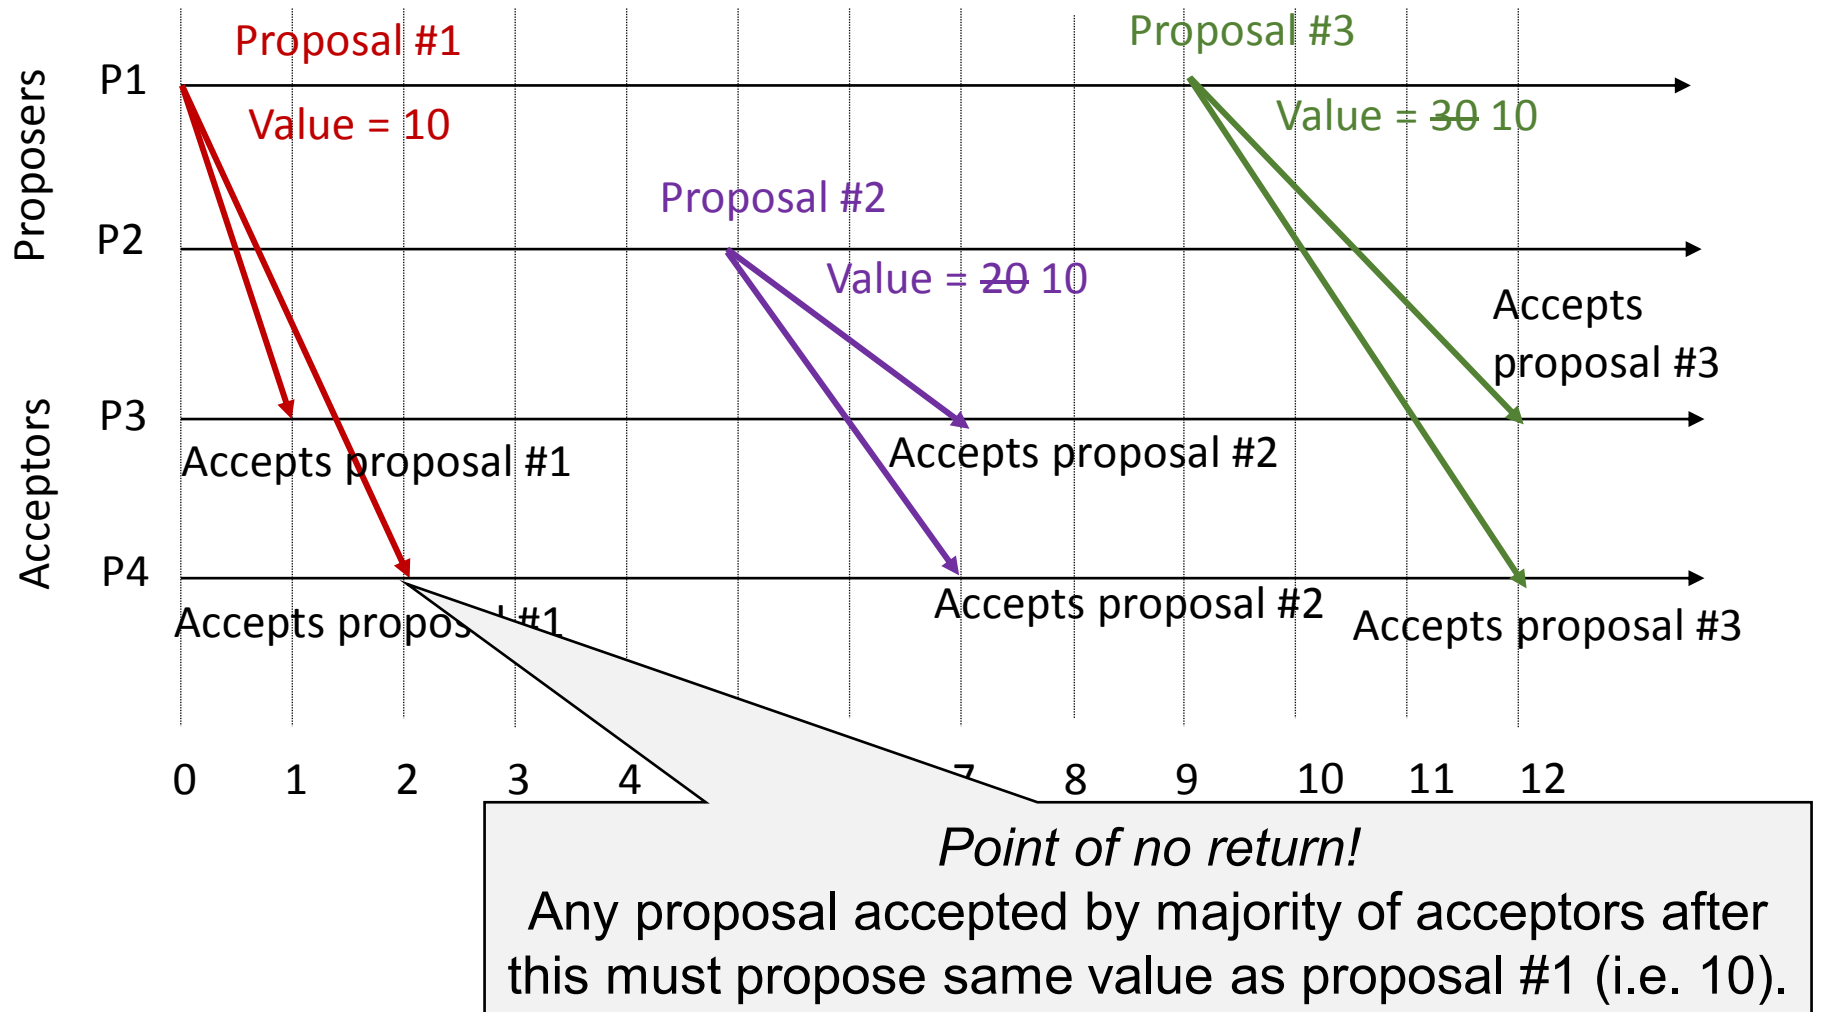 Proposal #1
Proposal #3
Proposers
P1
Value = 10
Value = 30 10
Proposal #2
P2
Value = 20 10
Accepts
proposal #3
Acceptors
P3
Accepts proposal #1
Accepts proposal #2
P4
Accepts #1
Accepts proposal #2
Accepts proposal #3
0 1 2 3 4 7 8 9 10 11 12
Point of no return!
Any proposal accepted by majority of acceptors after
this must propose same value as proposal #1 (i.e. 10).